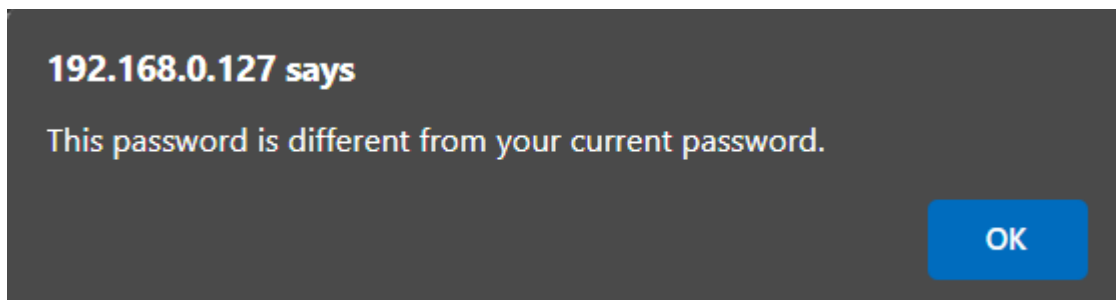 192.168.0.127 says
This password is different from your current password.
OK